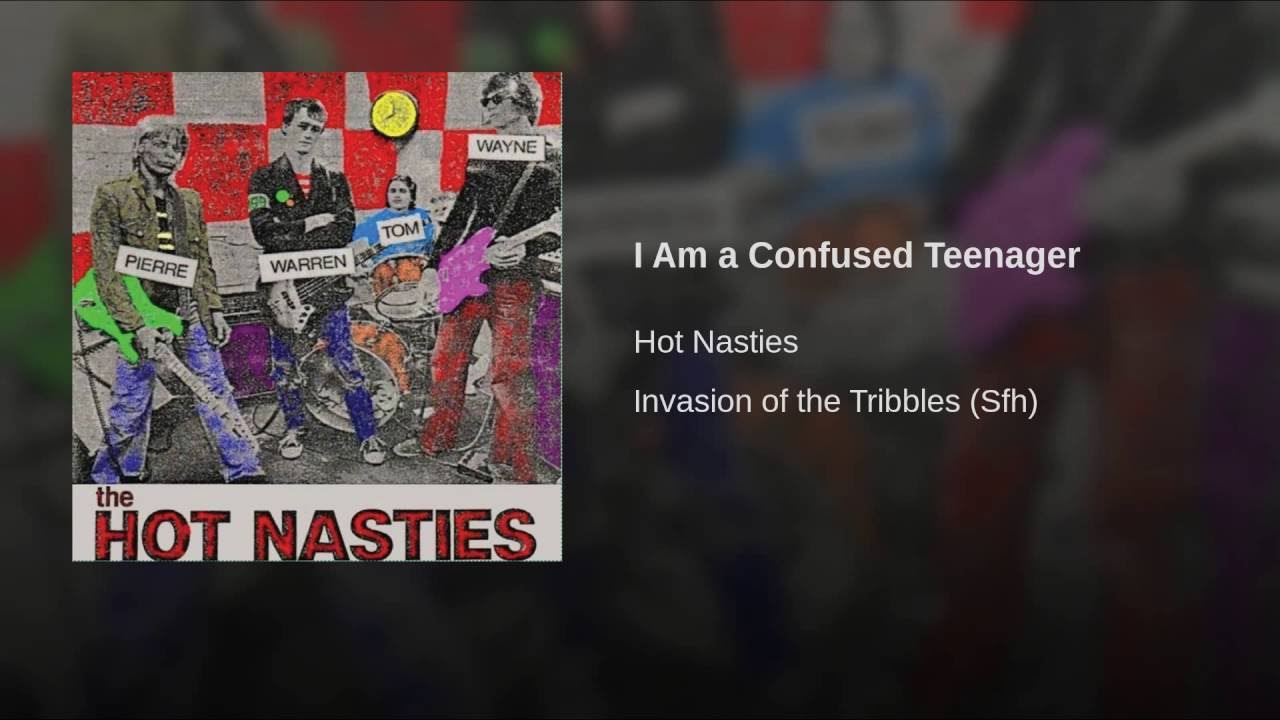 PIERRE
WARREN
TOM
WAYNE
the
HOT NASTIES
I Am a Confused Teenager
Hot Nasties
Invasion of the Tribbles (Sfh)